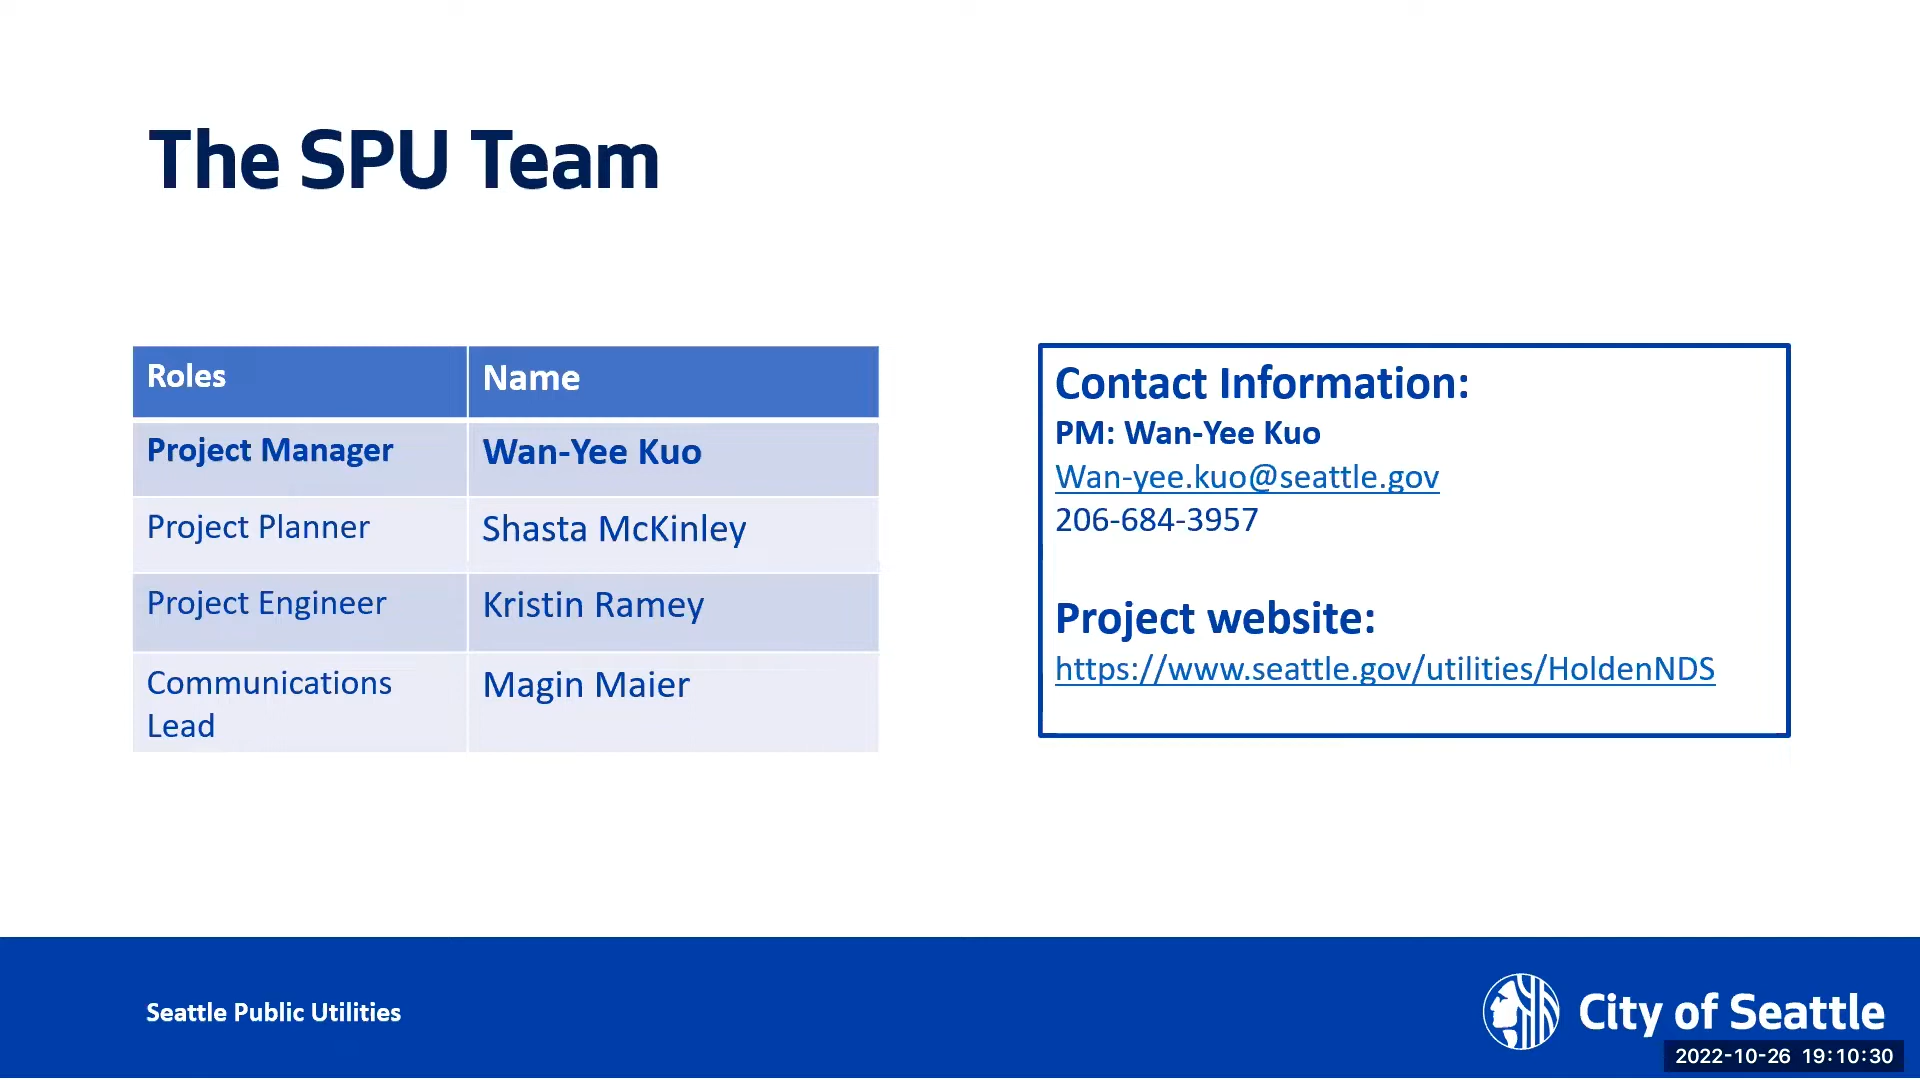 The SPU Team
Roles Name
Project Manager Wan-Yee Kuo
Project Planner Shasta McKinley
Project Engineer Kristin Ramey
Communications Magin Maier
Lead
Contact Information:
PM: Wan-Yee Kuo
Wan-yee.kuo@seattle.gov
206-684-3957
Project website:
https://www.seattle.gov/utilities/HoldenNDS
Seattle Public Utilities
City of Seattle
2022-10-26 19:10:30